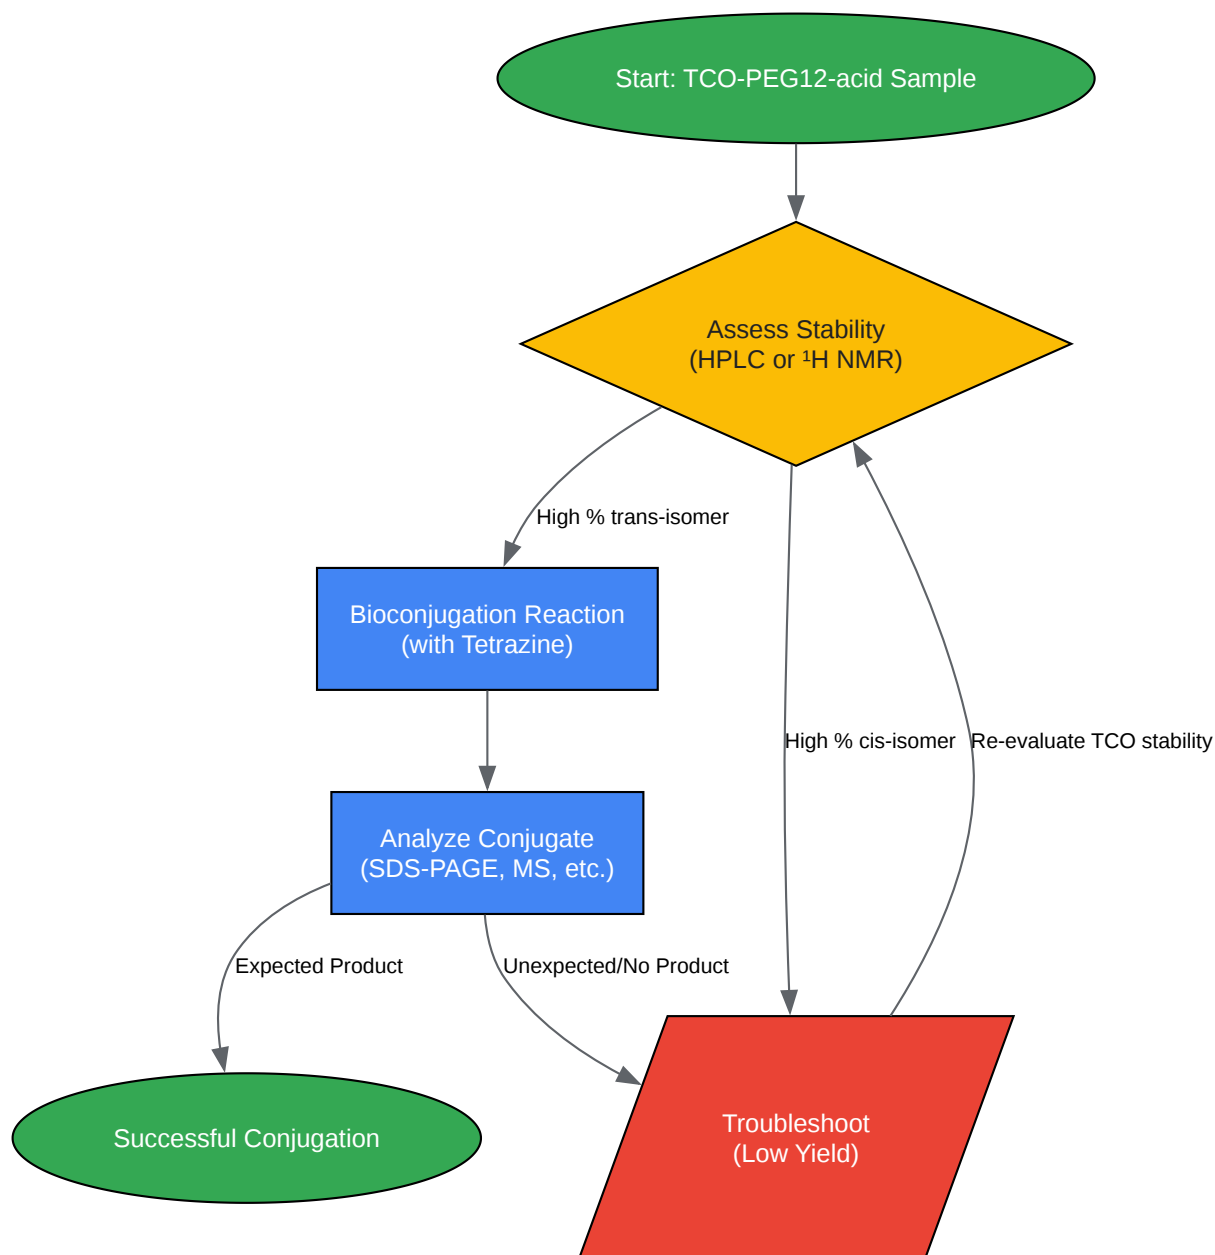 Start: TCO-PEG12-acid Sample
Assess Stability
(HPLC or ¹H NMR)
High % trans-isomer
Bioconjugation Reaction
(with Tetrazine)
High % cis-isomer
Re-evaluate TCO stability
Analyze Conjugate
(SDS-PAGE, MS, etc.)
Expected Product
Unexpected/No Product
Successful Conjugation
Troubleshoot
(Low Yield)